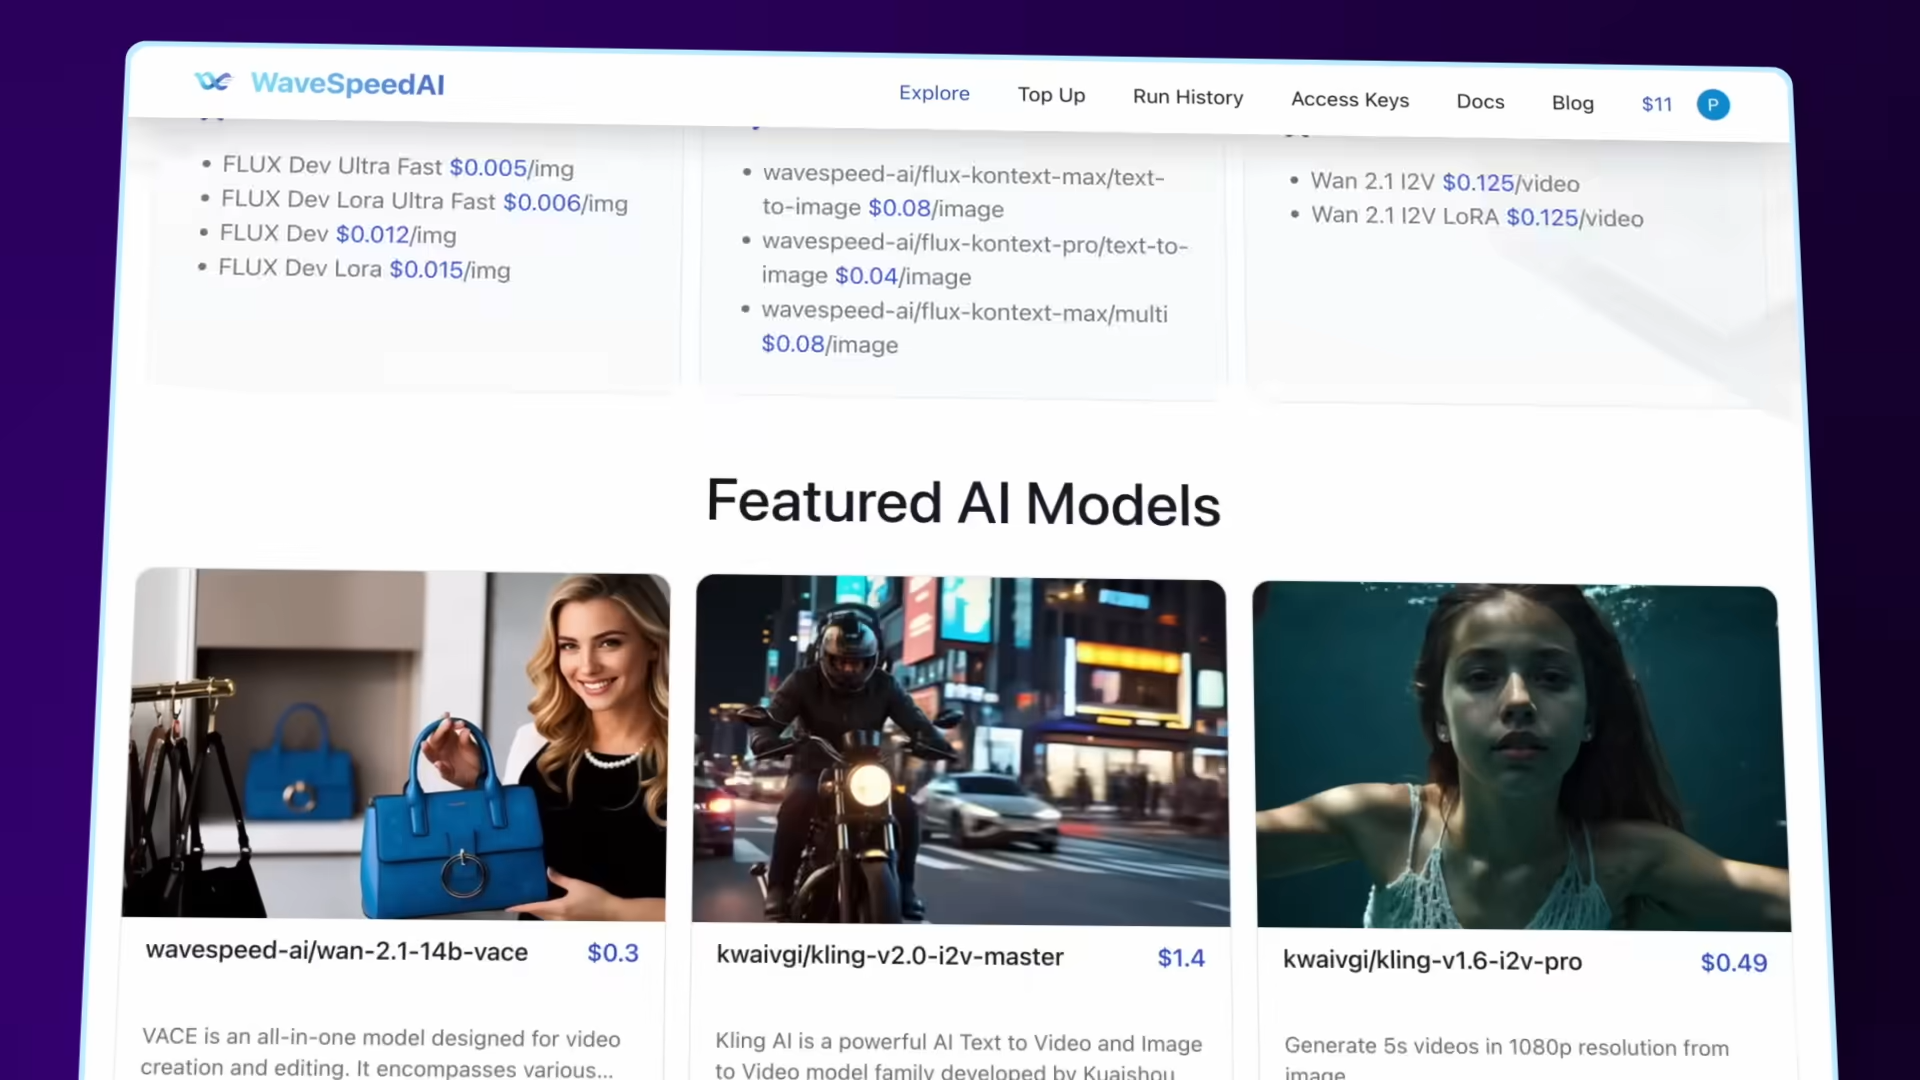 WaveSpeedAI
Explore
Top Up
Run History
Access Keys
Docs
Blog
$11
P
• FLUX Dev Ultra Fast $0.005/img
• FLUX Dev Lora Ultra Fast $0.006/img
• FLUX Dev $0.012/img
• FLUX Dev Lora $0.015/img
• wavespeed-ai/flux-kontext-max/text-
to-image $0.08/image
• wavespeed-ai/flux-kontext-pro/text-to-
image $0.04/image
• wavespeed-ai/flux-kontext-max/multi
$0.08/image
• Wan 2.1 I2V $0.125/video
• Wan 2.1 I2V LoRA $0.125/video
Featured AI Models
wavespeed-ai/wan-2.1-14b-vace
$0.3
VACE is an all-in-one model designed for video
creation and editing. It encompasses various...
kwaivgi/kling-v2.0-i2v-master
$1.4
Kling AI is a powerful AI Text to Video and Image
to Video model family developed by Kuaishou
kwaivgi/kling-v1.6-i2v-pro
$0.49
Generate 5s videos in 1080p resolution from
image